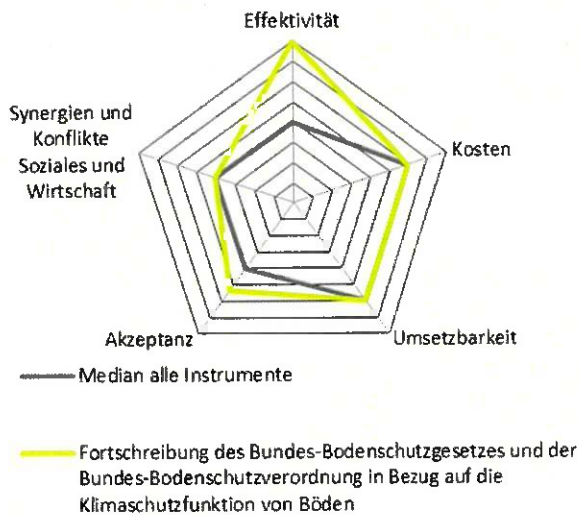 Effektivität
Synergien und
Konflikte
Soziales und
Wirtschaft
Kosten
Akzeptanz
Umsetzbarkeit
Median alle Instrumente
Fortschreibung des Bundes-Bodenschutzgesetzes und der
Bundes-Bodenschutzverordnung in Bezug auf die
Klimaschutzfunktion von Böden